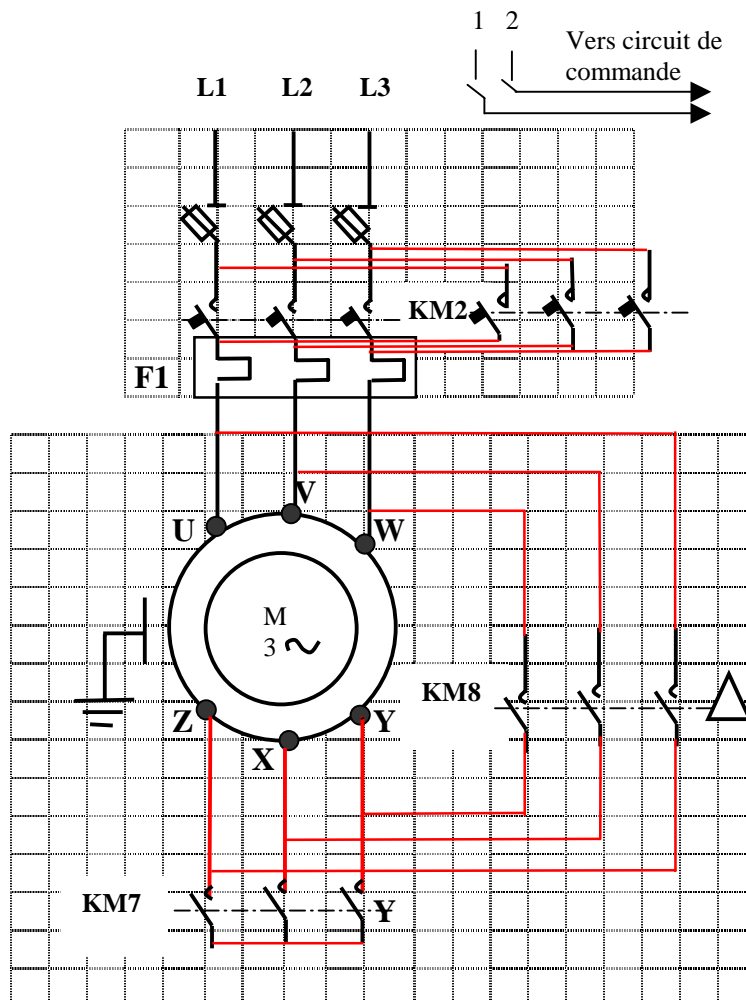 1 2
Vers circuit de
commande
L1 L2 L3
KM2
F1
V
U W
M
3
KM8
Z Y
X
KM7 Y